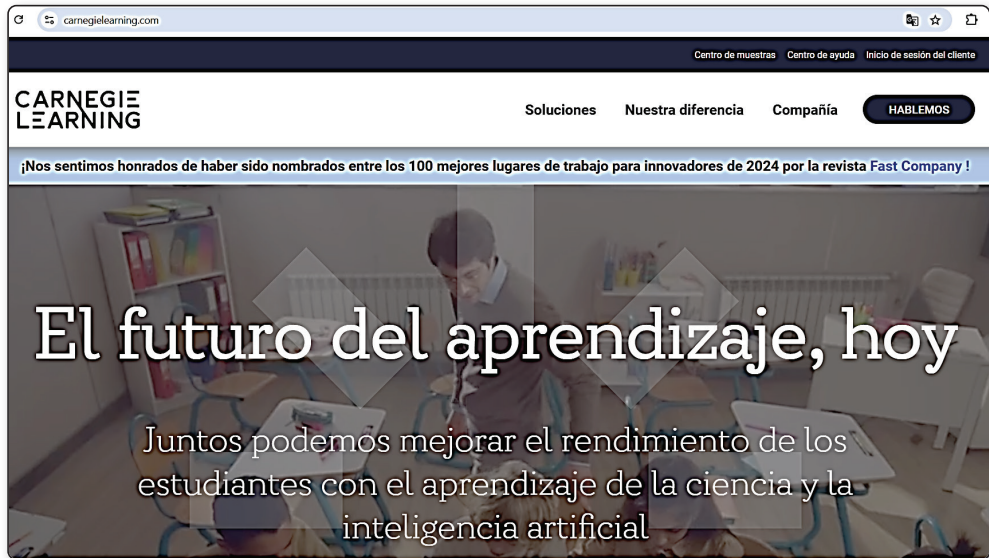 carnegielearning.com
Centro de muestras Centro de ayuda Inicio de sesión del cliente
CARNEGIE
LEARNING
Soluciones Nuestra diferencia Compañía HABLEMOS
¡Nos sentimos honrados de haber sido nombrados entre los 100 mejores lugares de trabajo para innovadores de 2024 por la revista Fast Company !
El futuro del aprendizaje, hoy
Juntos podemos mejorar el rendimiento de los
estudiantes con el aprendizaje de la ciencia y la
inteligencia artificial